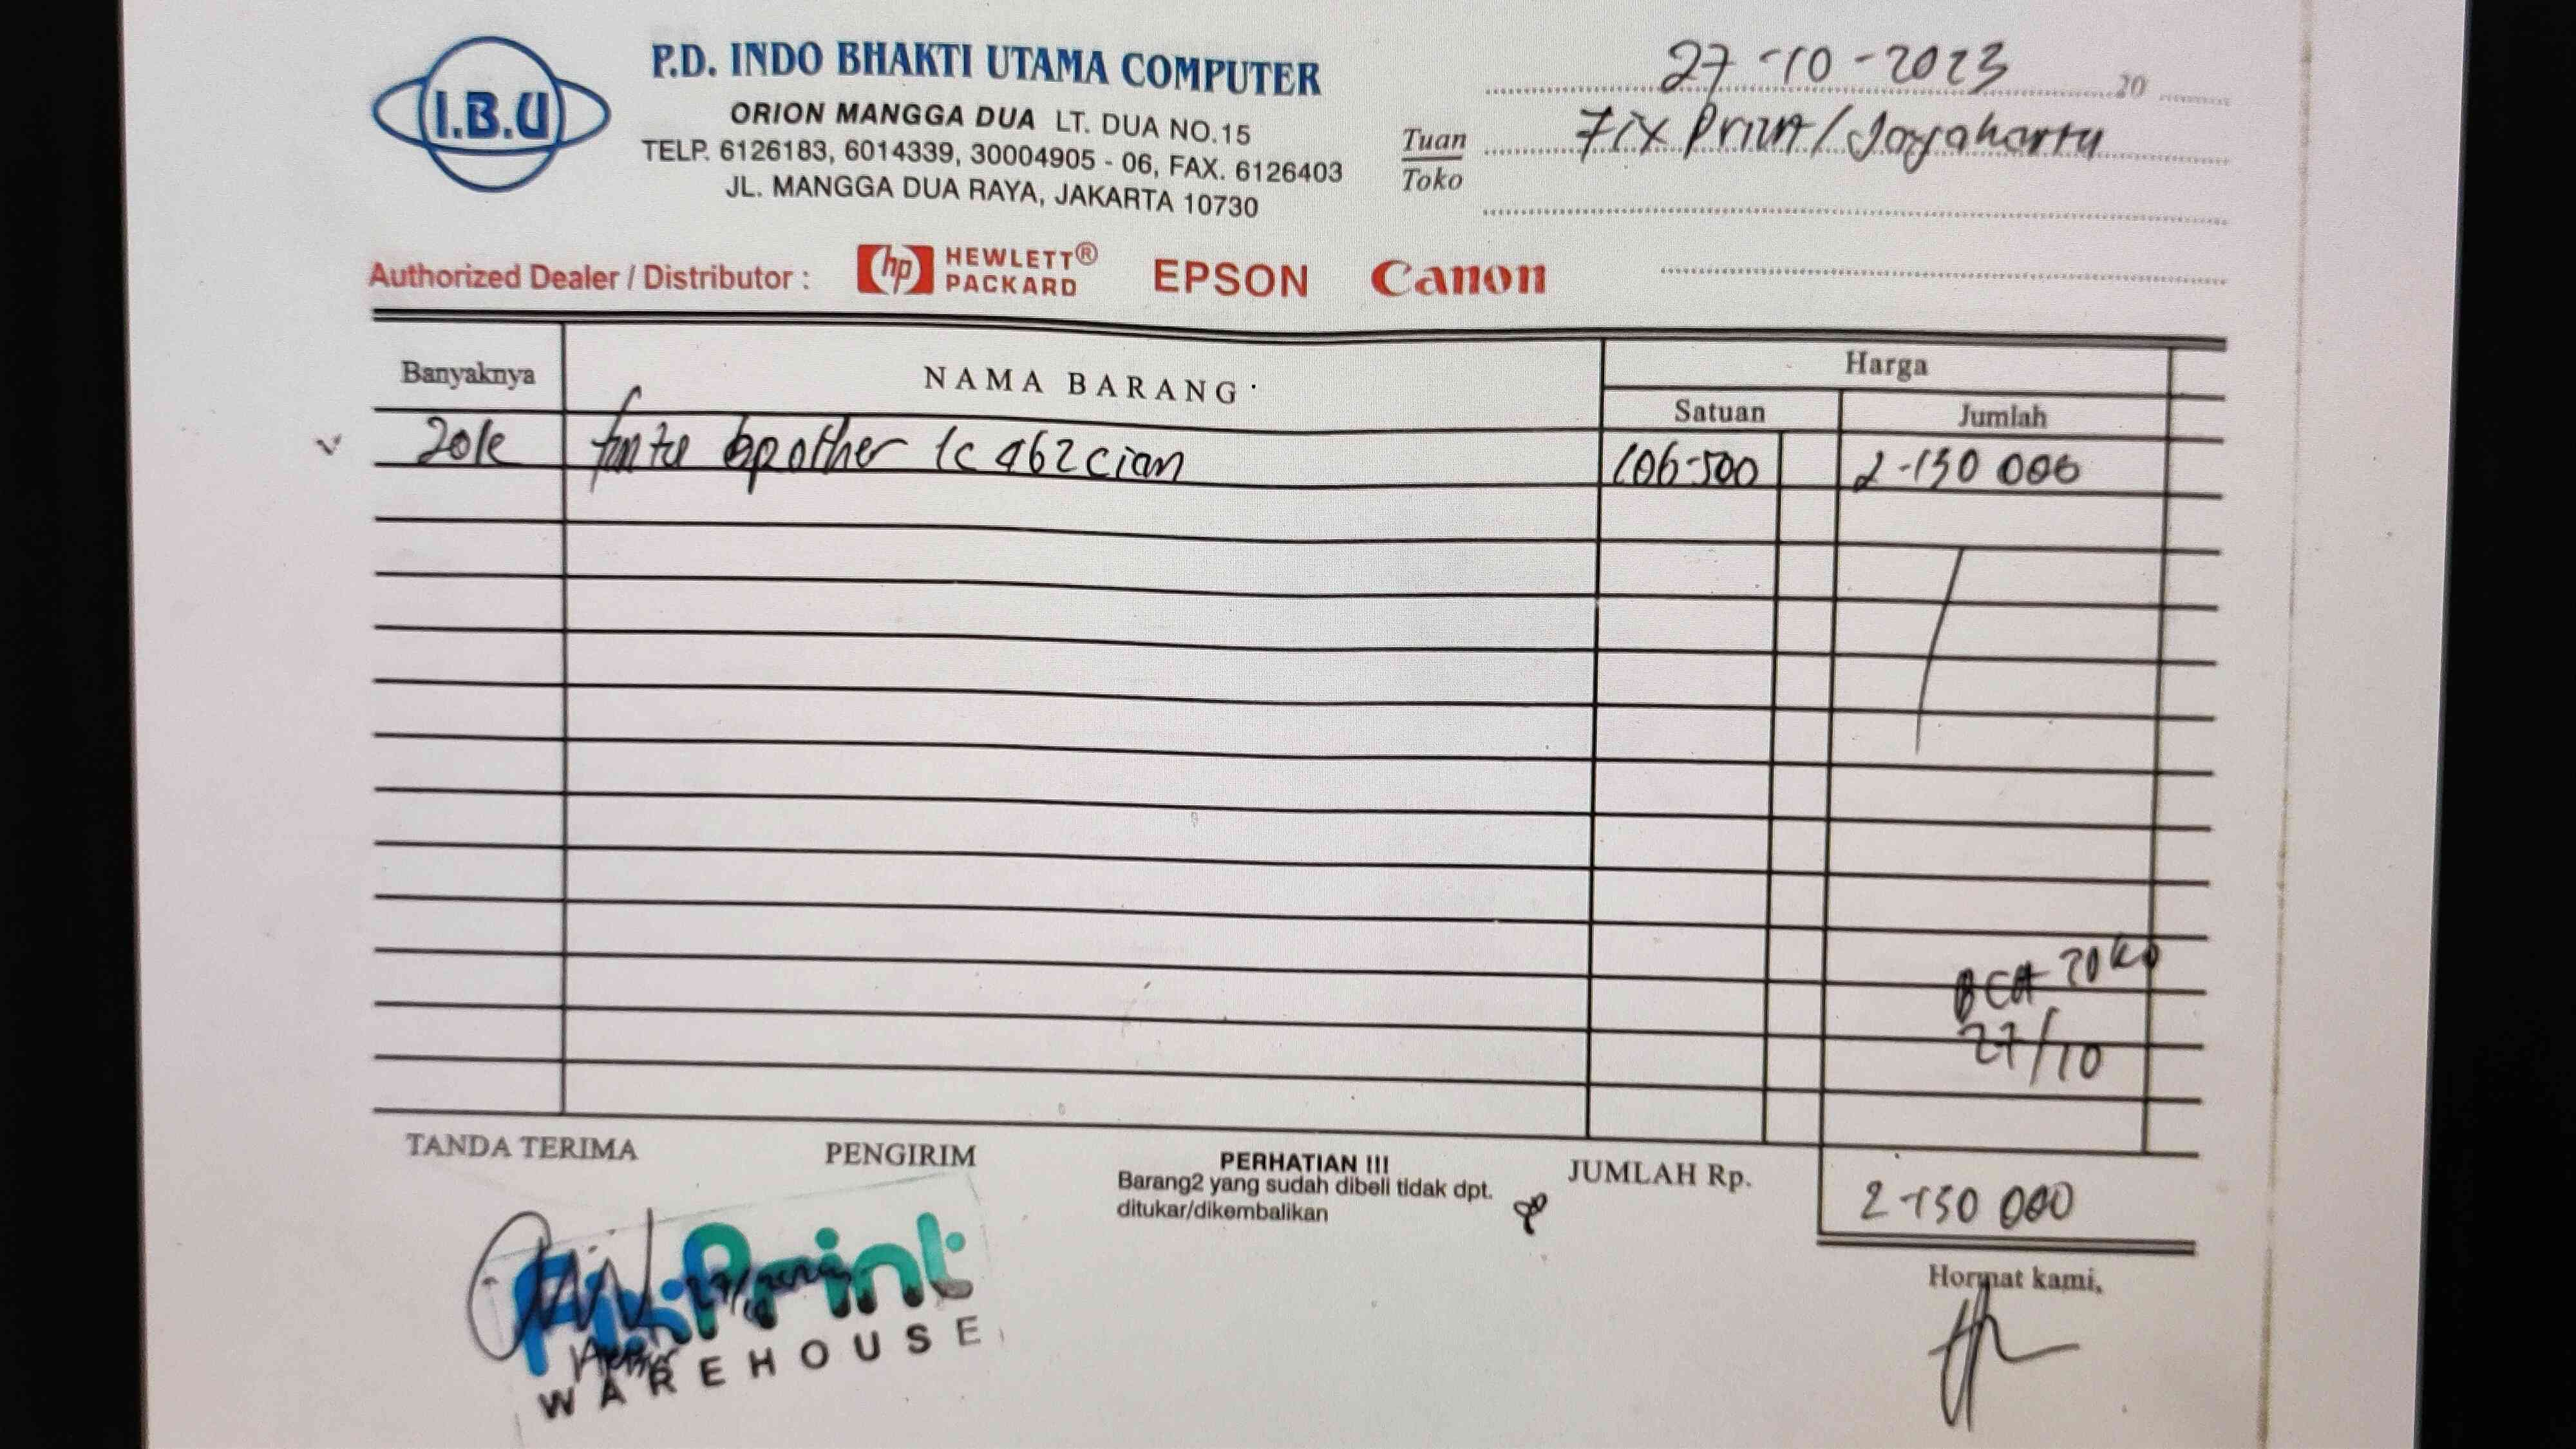 I.B.U
P.D. INDO BHAKTI UTAMA COMPUTER
ORION MANGGA DUA LT. DUA NO.15
TELP. 6126183, 6014339, 30004905 - 06, FAX. 6126403
JL. MANGGA DUA RAYA, JAKARTA 10730
27-10-2023 20
Tuan
Toko
Fix Print/Jogjakarta
Authorized Dealer / Distributor : hp HEWLETT® PACKARD EPSON Canon
Banyaknya NAMA BARANG Harga
Satuan Jumlah
tinta brother lc 462 cian 106-500 2-130 000
BCA Toko
27/10
TANDA TERIMA PENGIRIM PERHATIAN !!! JUMLAH Rp. 2-130 000
Barang2 yang sudah dibeli tidak dpt.
ditukar/dikembalikan
Hormat kami,
FixPrint
WAREHOUSE